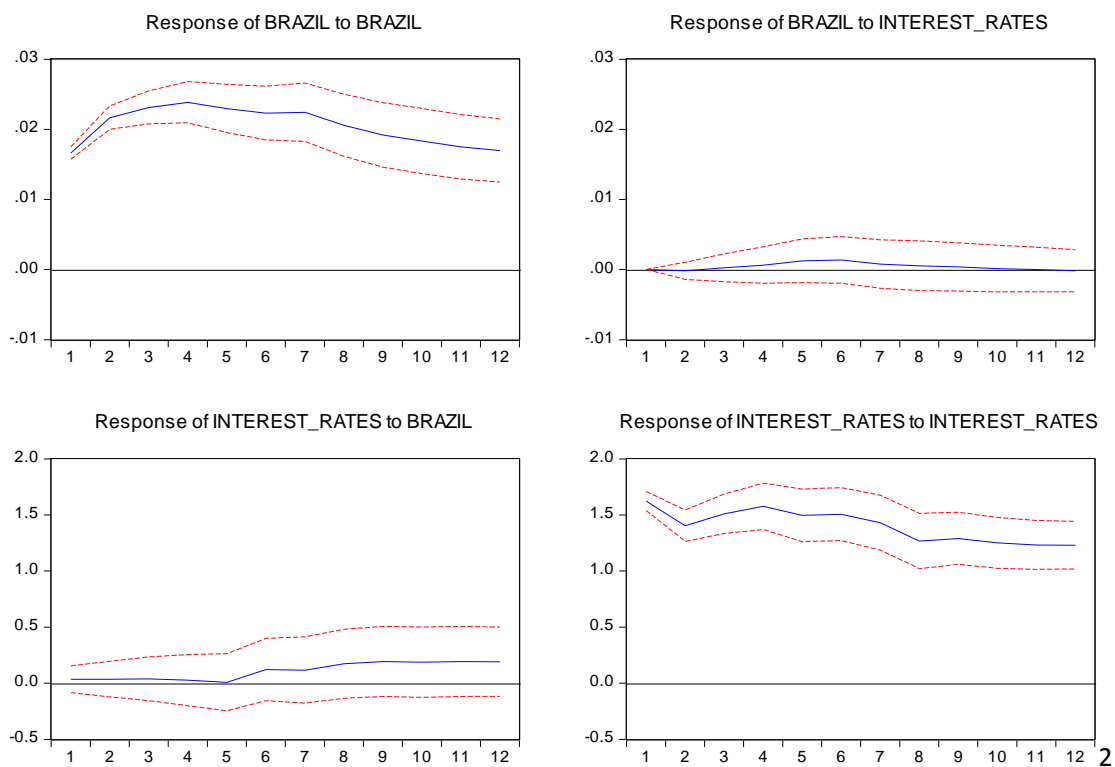 Response of BRAZIL to BRAZIL
.03
.02
.01
.00
-.01
1 2 3 4 5 6 7 8 9 10 11 12
Response of BRAZIL to INTEREST_RATES
.03
.02
.01
.00
-.01
1 2 3 4 5 6 7 8 9 10 11 12
Response of INTEREST_RATES to BRAZIL
2.0
1.5
1.0
0.5
0.0
-0.5
1 2 3 4 5 6 7 8 9 10 11 12
Response of INTEREST_RATES to INTEREST_RATES
2.0
1.5
1.0
0.5
0.0
-0.5
1 2 3 4 5 6 7 8 9 10 11 12
2